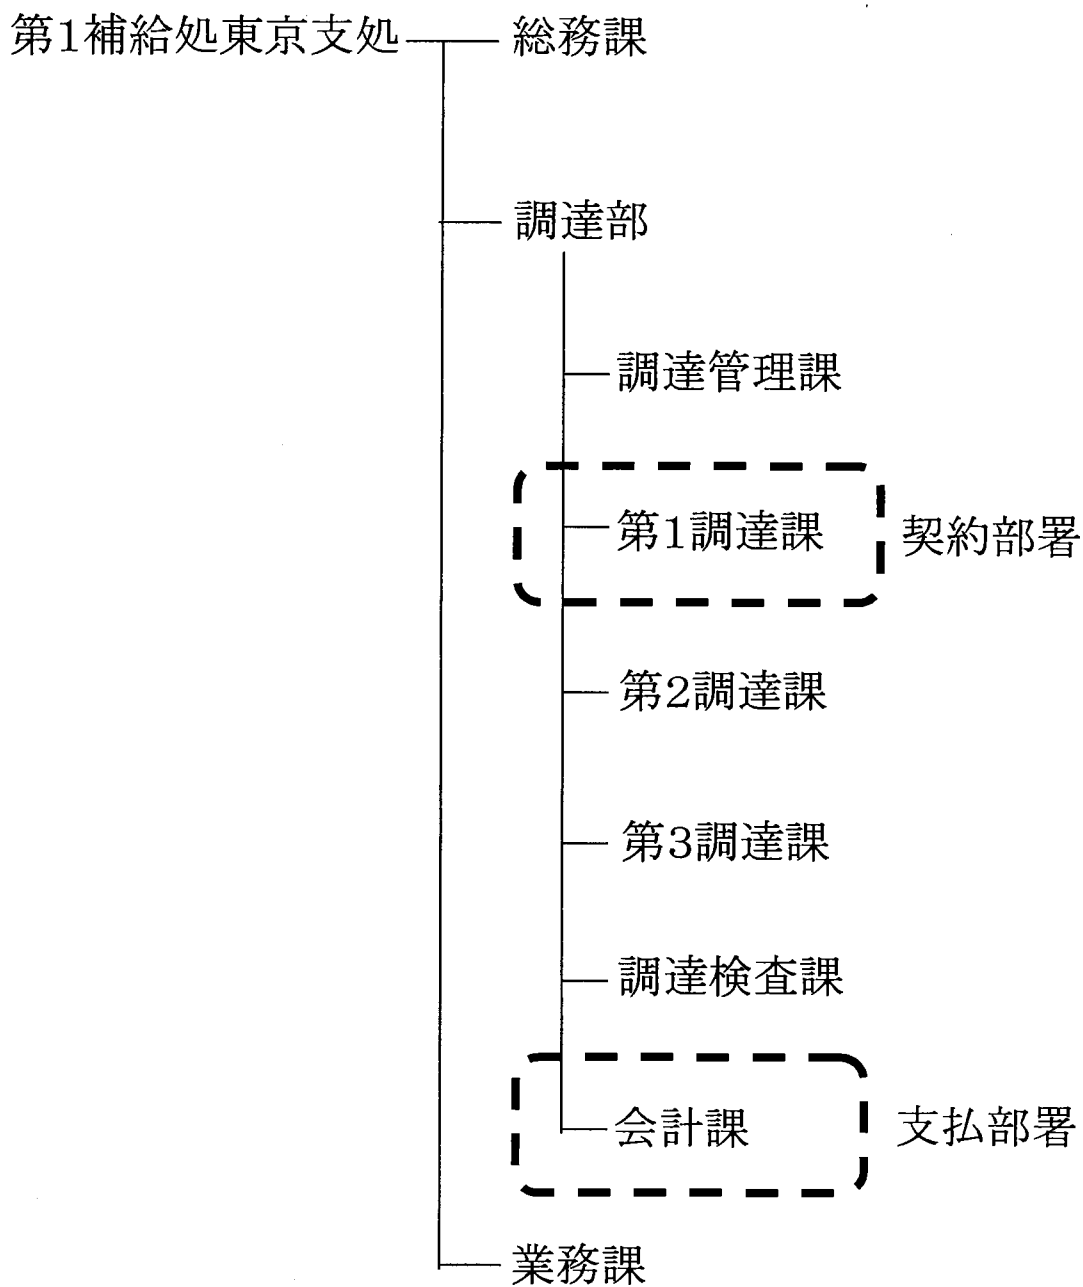 第1補給処東京支処
総務課
調達部
調達管理課
第1調達課
契約部署
第2調達課
第3調達課
調達検査課
会計課
支払部署
業務課